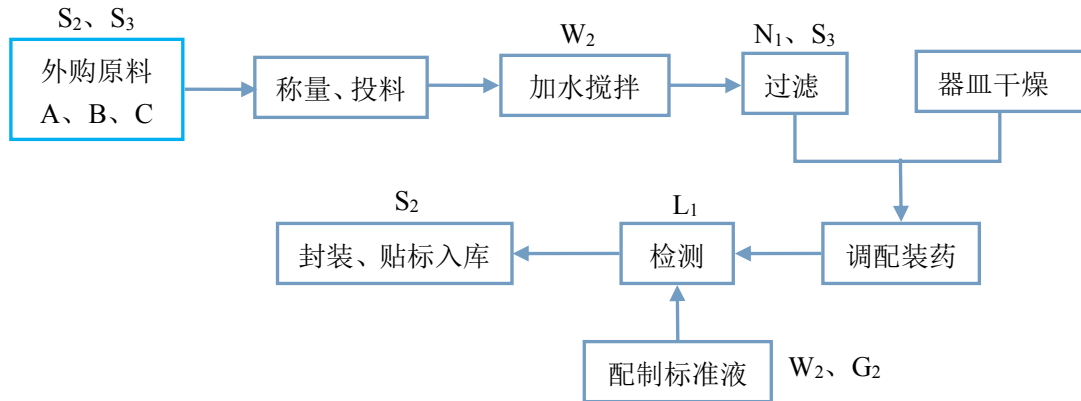 S₂、S₃
外购原料
A、B、C
称量、投料
W₂
加水搅拌
N₁、S₃
过滤
器皿干燥
S₂
封装、贴标入库
L₁
检测
调配装药
配制标准液
W₂、G₂